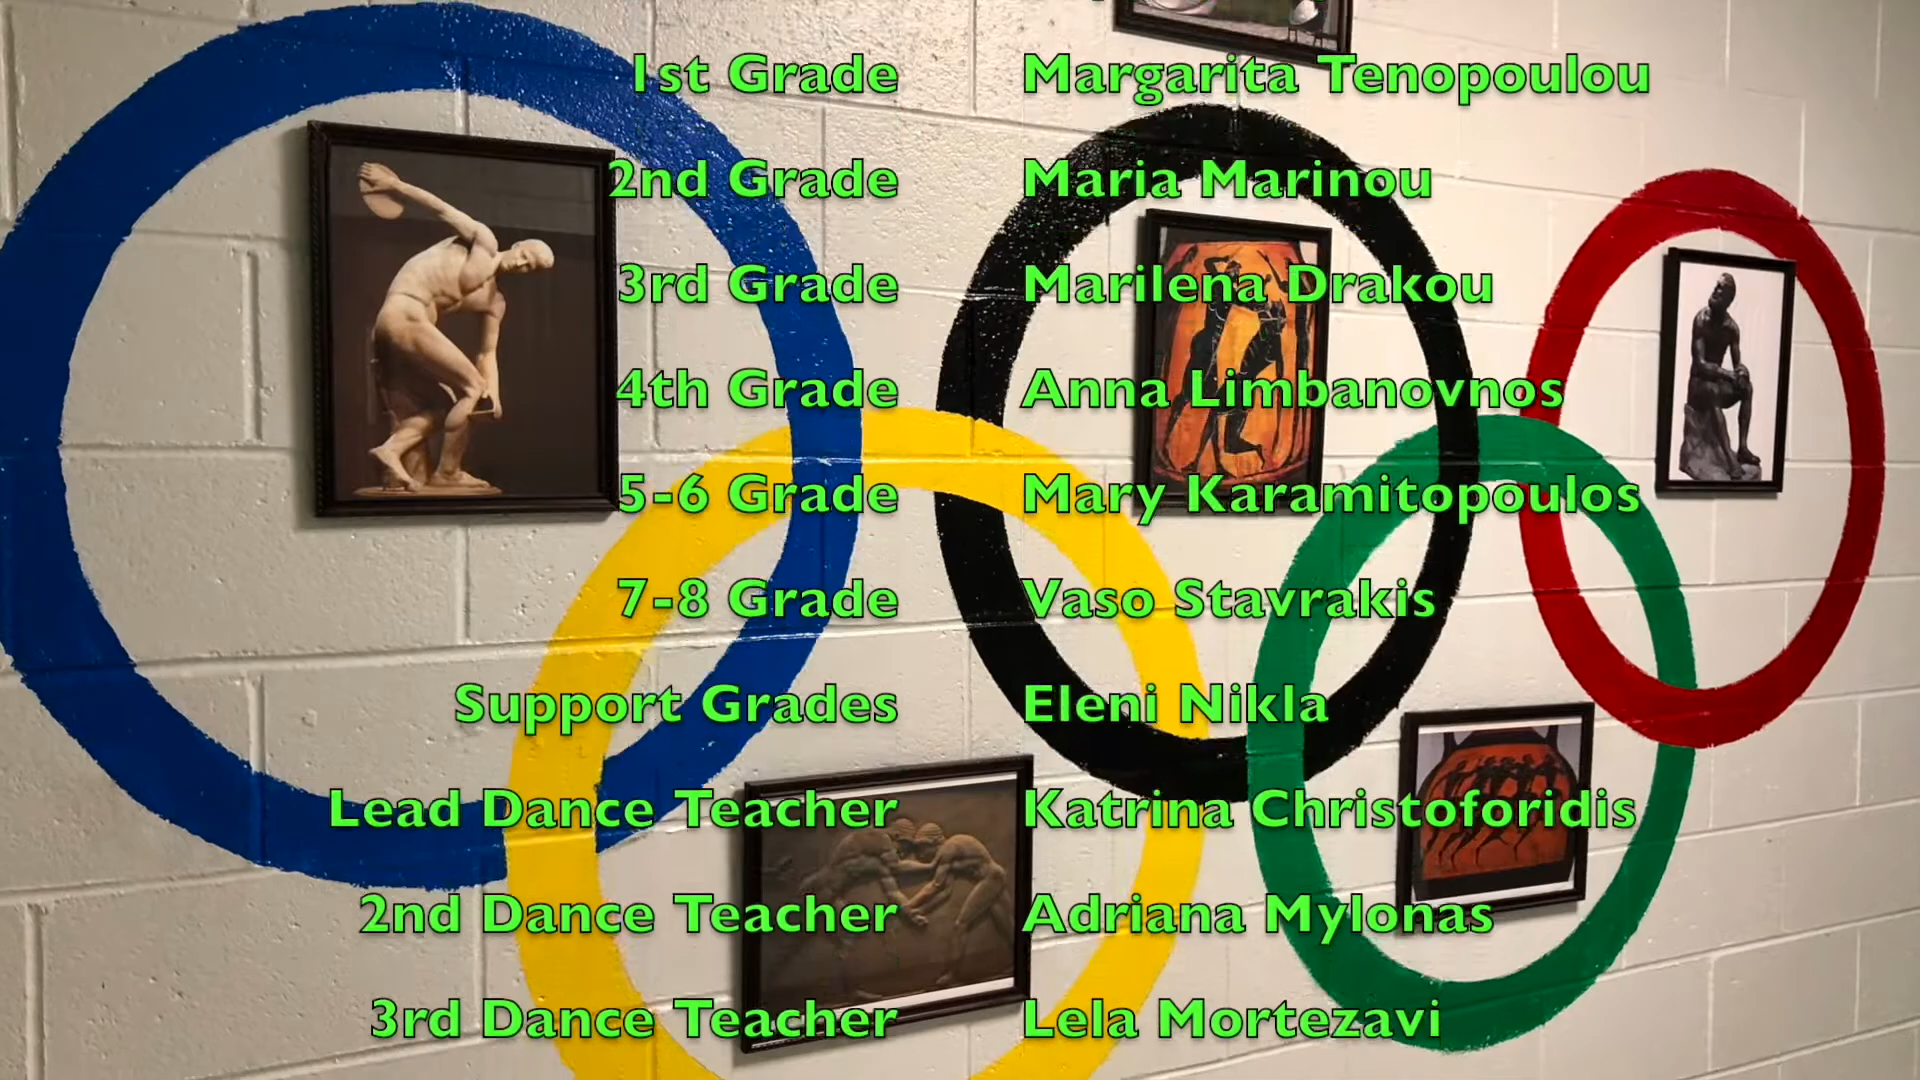 1st Grade Margarita Tenopoulou
2nd Grade Maria Marinou
3rd Grade Marilena Drakou
4th Grade Anna Limbanovnos
5-6 Grade Mary Karamitopoulos
7-8 Grade Vaso Stavrakis
Support Grades Eleni Nikla
Lead Dance Teacher Katrina Christoforidis
2nd Dance Teacher Adriana Mylonas
3rd Dance Teacher Lela Mortezavi